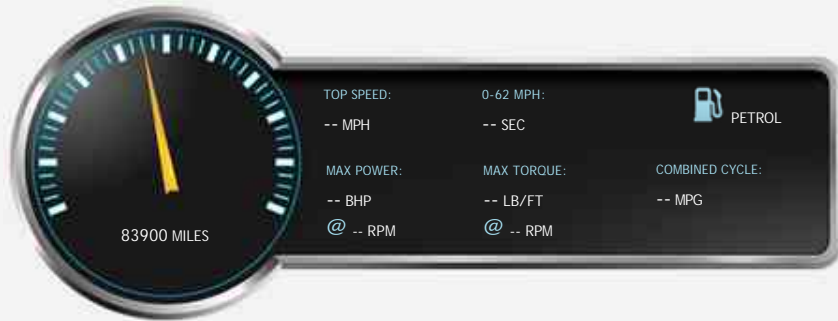 TOP SPEED:
-- MPH
0-62 MPH:
-- SEC
PETROL
MAX POWER:
-- BHP
@ -- RPM
MAX TORQUE:
-- LB/FT
@ -- RPM
COMBINED CYCLE:
-- MPG
83900 MILES